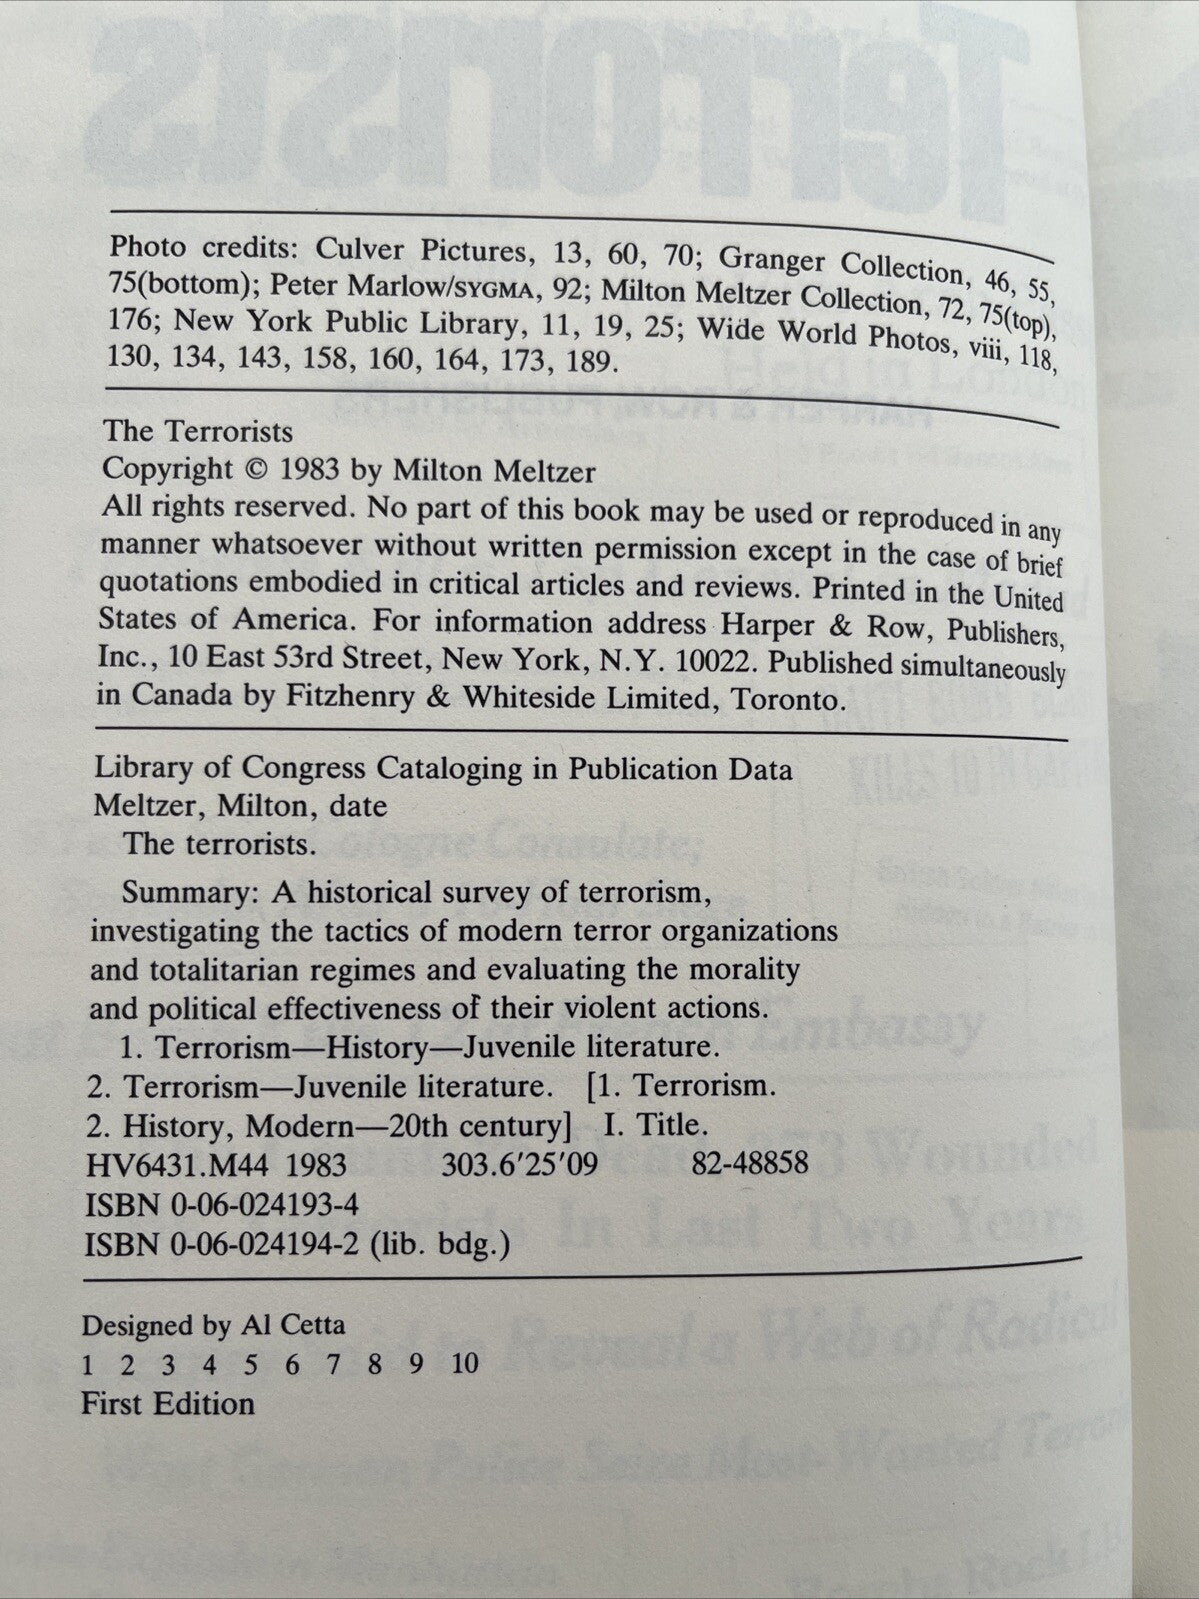 Terrorists
Photo credits: Culver Pictures, 13, 60, 70; Granger Collection, 46, 55,
75(bottom); Peter Marlow/SYGMA, 92; Milton Meltzer Collection, 72, 75(top),
176; New York Public Library, 11, 19, 25; Wide World Photos, viii, 118,
130, 134, 143, 158, 160, 164, 173, 189.
HARPER & ROW, PUBLISHERS
The Terrorists
Copyright © 1983 by Milton Meltzer
All rights reserved. No part of this book may be used or reproduced in any
manner whatsoever without written permission except in the case of brief
quotations embodied in critical articles and reviews. Printed in the United
States of America. For information address Harper & Row, Publishers,
Inc., 10 East 53rd Street, New York, N.Y. 10022. Published simultaneously
in Canada by Fitzhenry & Whiteside Limited, Toronto.
Library of Congress Cataloging in Publication Data
Meltzer, Milton, date
The terrorists.
Summary: A historical survey of terrorism,
investigating the tactics of modern terror organizations
and totalitarian regimes and evaluating the morality
and political effectiveness of their violent actions.
1. Terrorism—History—Juvenile literature.
2. Terrorism—Juvenile literature. [1. Terrorism.
2. History, Modern—20th century] I. Title.
HV6431.M44 1983 303.6'25'09 82-48858
ISBN 0-06-024193-4
ISBN 0-06-024194-2 (lib. bdg.)
Designed by Al Cetta
1 2 3 4 5 6 7 8 9 10
First Edition